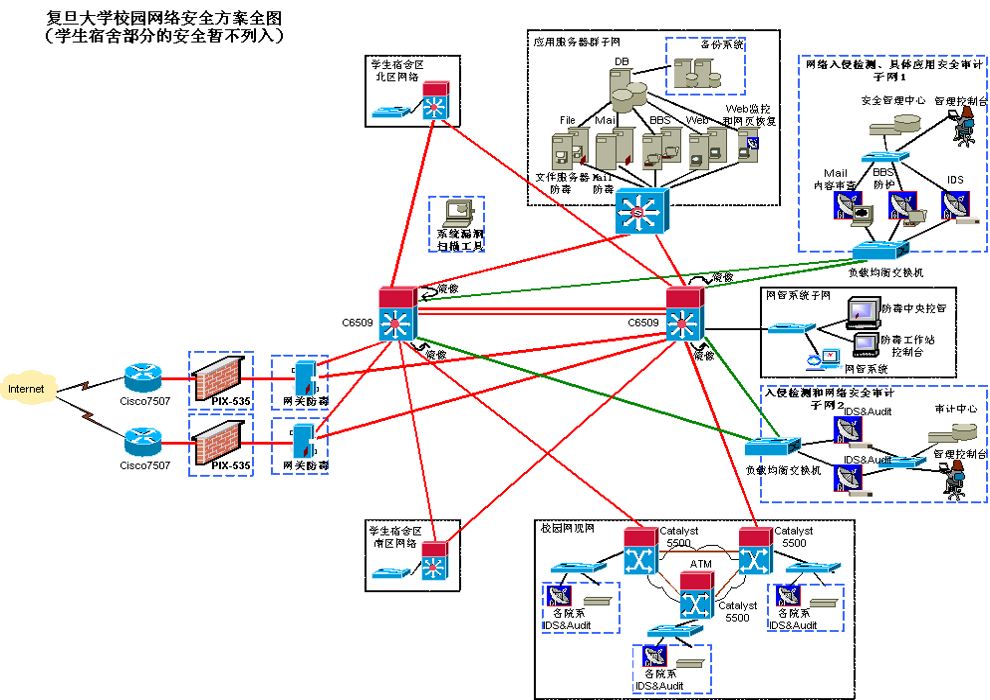 复旦大学校园网络安全方案全图
（学生宿舍部分的安全暂不列入）
学生宿舍区
北区网络
应用服务器群子网
备份系统
DB
File
Mail
BBS
Web
Web监控
和网页恢复
文件服务器
防毒
Mail
防毒
网络入侵检测、具体应用安全审计
子网1
安全管理中心
管理控制台
Mail
内容审查
BBS
防护
IDS
负载均衡交换机
系统漏洞
扫描工具
镜像
镜像
C6509
C6509
镜像
镜像
网管系统子网
防毒中央控管
防毒工作站
控制台
网管系统
Internet
Cisco7507
PIX-535
网关防毒
Cisco7507
PIX-535
网关防毒
入侵检测和网络安全审计
子网2
IDS&Audit
审计中心
IDS&Audit
管理控制台
负载均衡交换机
学生宿舍区
南区网络
校园网观网
Catalyst
5500
Catalyst
5500
ATM
Catalyst
5500
各院系
IDS&Audit
各院系
IDS&Audit
各院系
IDS&Audit